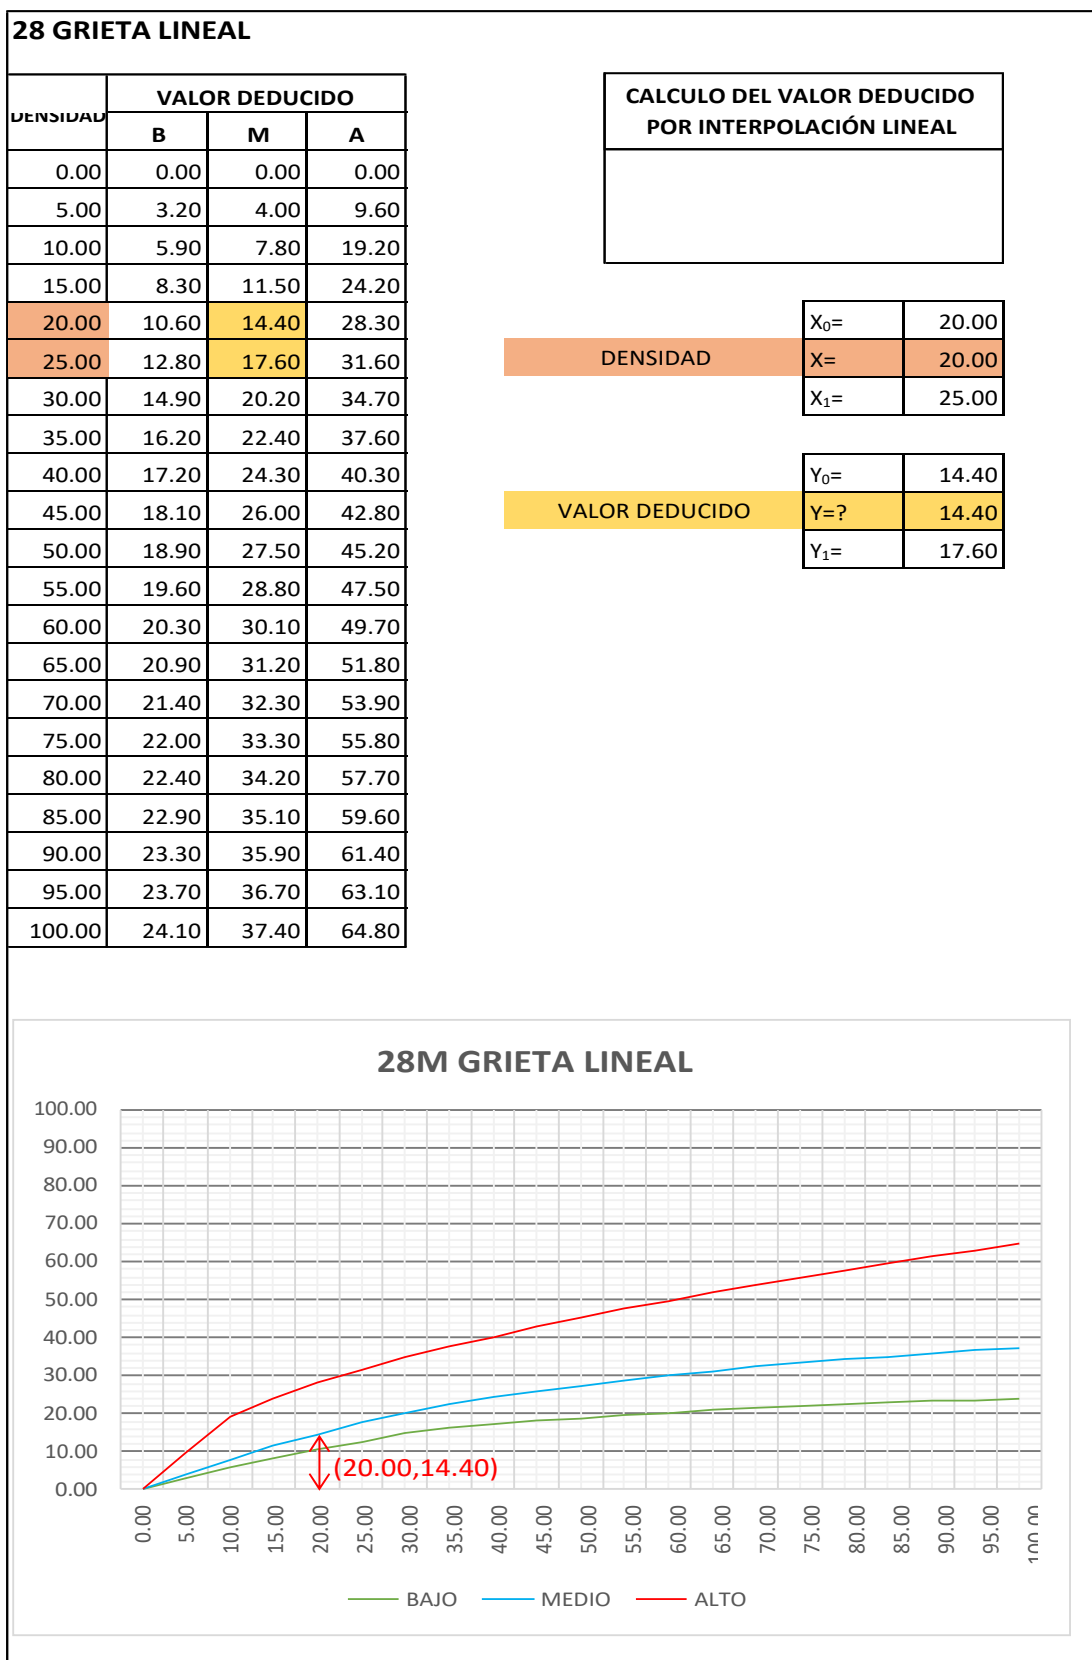 28 GRIETA LINEAL
DENSIDAD VALOR DEDUCIDO
B M A
0.00 0.00 0.00 0.00
5.00 3.20 4.00 9.60
10.00 5.90 7.80 19.20
15.00 8.30 11.50 24.20
20.00 10.60 14.40 28.30
25.00 12.80 17.60 31.60
30.00 14.90 20.20 34.70
35.00 16.20 22.40 37.60
40.00 17.20 24.30 40.30
45.00 18.10 26.00 42.80
50.00 18.90 27.50 45.20
55.00 19.60 28.80 47.50
60.00 20.30 30.10 49.70
65.00 20.90 31.20 51.80
70.00 21.40 32.30 53.90
75.00 22.00 33.30 55.80
80.00 22.40 34.20 57.70
85.00 22.90 35.10 59.60
90.00 23.30 35.90 61.40
95.00 23.70 36.70 63.10
100.00 24.10 37.40 64.80
CALCULO DEL VALOR DEDUCIDO
POR INTERPOLACIÓN LINEAL
X₀= 20.00
DENSIDAD X= 20.00
X₁= 25.00
Y₀= 14.40
VALOR DEDUCIDO Y=? 14.40
Y₁= 17.60
28M GRIETA LINEAL
100.00
90.00
80.00
70.00
60.00
50.00
40.00
30.00
20.00
10.00
0.00
(20.00,14.40)
0.00 5.00 10.00 15.00 20.00 25.00 30.00 35.00 40.00 45.00 50.00 55.00 60.00 65.00 70.00 75.00 80.00 85.00 90.00 95.00 100.00
BAJO MEDIO ALTO